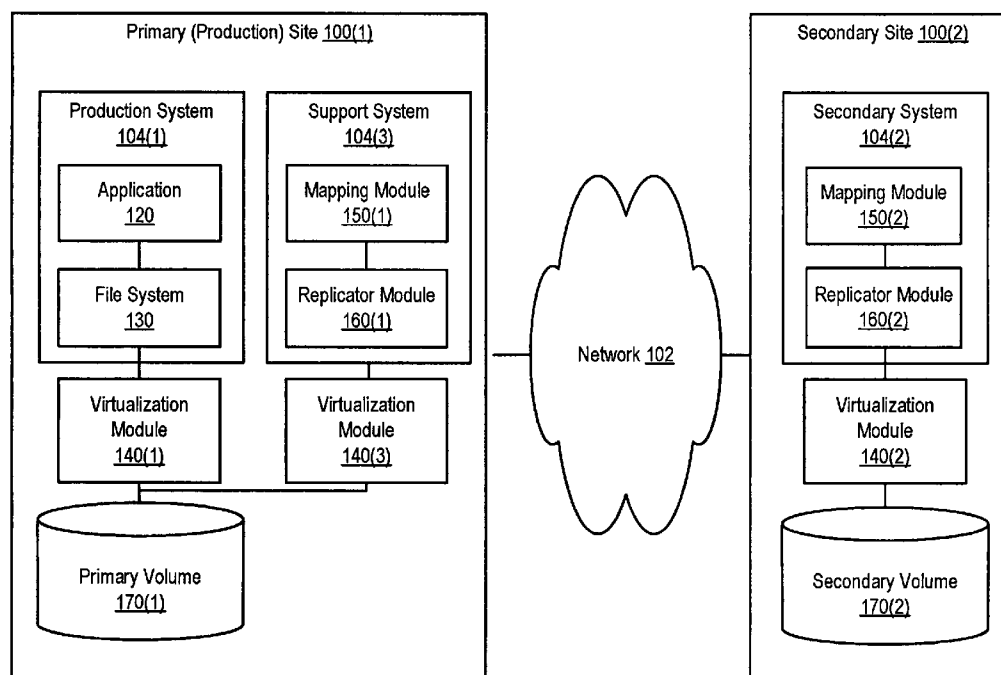 Primary (Production) Site 100(1)
Production System
104(1)
Application
120
File System
130
Virtualization
Module
140(1)
Primary Volume
170(1)
Support System
104(3)
Mapping Module
150(1)
Replicator Module
160(1)
Virtualization
Module
140(3)
Network 102
Secondary Site 100(2)
Secondary System
104(2)
Mapping Module
150(2)
Replicator Module
160(2)
Virtualization
Module
140(2)
Secondary Volume
170(2)